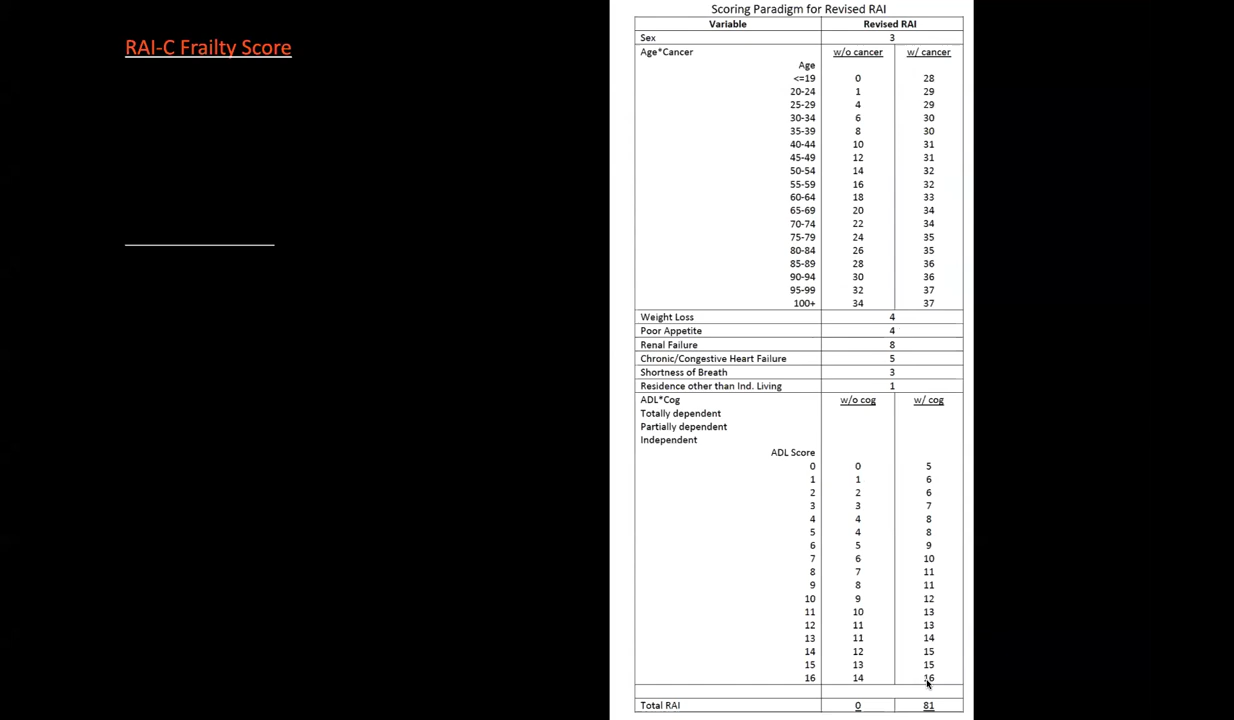 RAI-C Frailty Score
Scoring Paradigm for Revised RAI
Variable Revised RAI
Sex 3
Age*Cancer w/o cancer w/ cancer
Age
<=19 0 28
20-24 1 29
25-29 4 29
30-34 6 30
35-39 8 30
40-44 10 31
45-49 12 31
50-54 14 32
55-59 16 32
60-64 18 33
65-69 20 34
70-74 22 34
75-79 24 35
80-84 26 35
85-89 28 36
90-94 30 36
95-99 32 37
100+ 34 37
Weight Loss 4
Poor Appetite 4
Renal Failure 8
Chronic/Congestive Heart Failure 5
Shortness of Breath 3
Residence other than Ind. Living 1
ADL*Cog w/o cog w/ cog
Totally dependent
Partially dependent
Independent
ADL Score
0 0 5
1 1 6
2 2 6
3 3 7
4 4 8
5 4 8
6 5 9
7 6 10
8 7 11
9 8 11
10 9 12
11 10 13
12 11 13
13 11 14
14 12 15
15 13 15
16 14 16
Total RAI 0 81